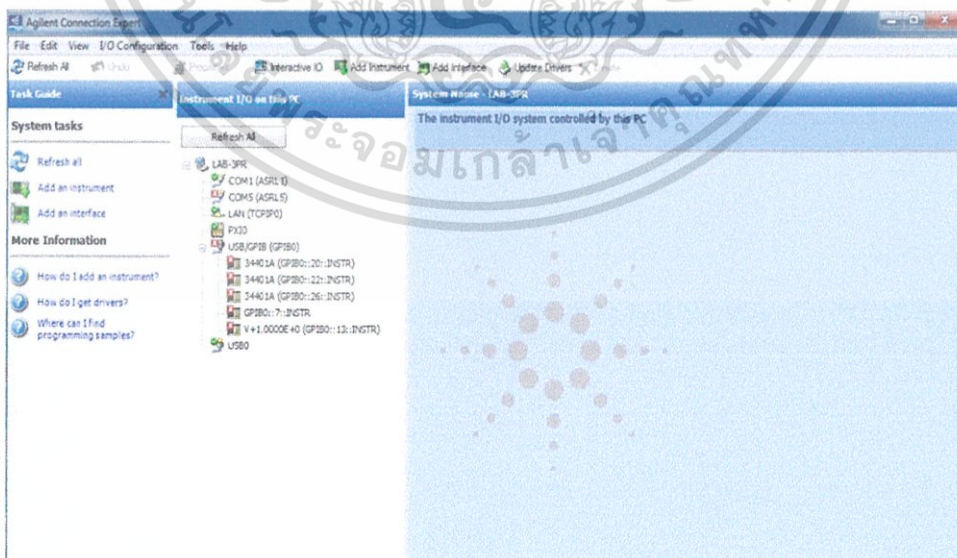 Agilent Connection Expert
File Edit View I/O Configuration Tools Help
Refresh All Undo Interactive IO Add Instrument Add Interface Update Drivers
Task Guide
System tasks
Refresh all
Add an instrument
Add an interface
More Information
How do I add an instrument?
How do I get drivers?
Where can I find
programming samples?
Instrument I/O on this PC
Refresh All
LAB-3PR
COM1 (ASRL1)
COM5 (ASRL5)
LAN (TCPIP0)
PXI0
USB/GPIB (GPIB0)
34401A (GPIB0::20::INSTR)
34401A (GPIB0::22::INSTR)
34401A (GPIB0::26::INSTR)
GPIB0::7::INSTR
V+1.0000E+0 (GPIB0::13::INSTR)
USB0
System Name - LAB-3PR
The instrument I/O system controlled by this PC